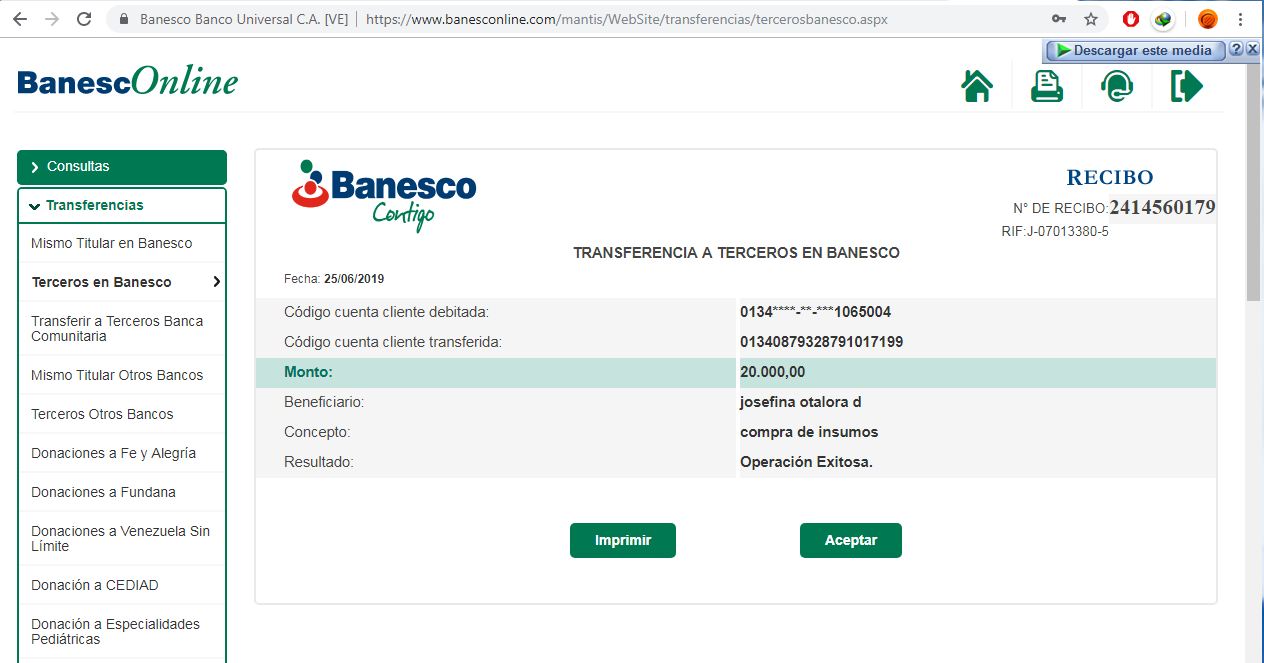 Banesco Banco Universal C.A. [VE] | https://www.banesconline.com/mantis/WebSite/transferencias/tercerosbanesco.aspx
Descargar este media ? X
BanescOnline
Consultas
Transferencias
Mismo Titular en Banesco
Terceros en Banesco
Transferir a Terceros Banca
Comunitaria
Mismo Titular Otros Bancos
Terceros Otros Bancos
Donaciones a Fe y Alegría
Donaciones a Fundana
Donaciones a Venezuela Sin
Límite
Donación a CEDIAD
Donación a Especialidades
Pediátricas
Banesco
Contigo
RECIBO
N° DE RECIBO:2414560179
RIF:J-07013380-5
TRANSFERENCIA A TERCEROS EN BANESCO
Fecha: 25/06/2019
Código cuenta cliente debitada: 0134****-**-***1065004
Código cuenta cliente transferida: 01340879328791017199
Monto: 20.000,00
Beneficiario: josefina otalora d
Concepto: compra de insumos
Resultado: Operación Exitosa.
Imprimir Aceptar